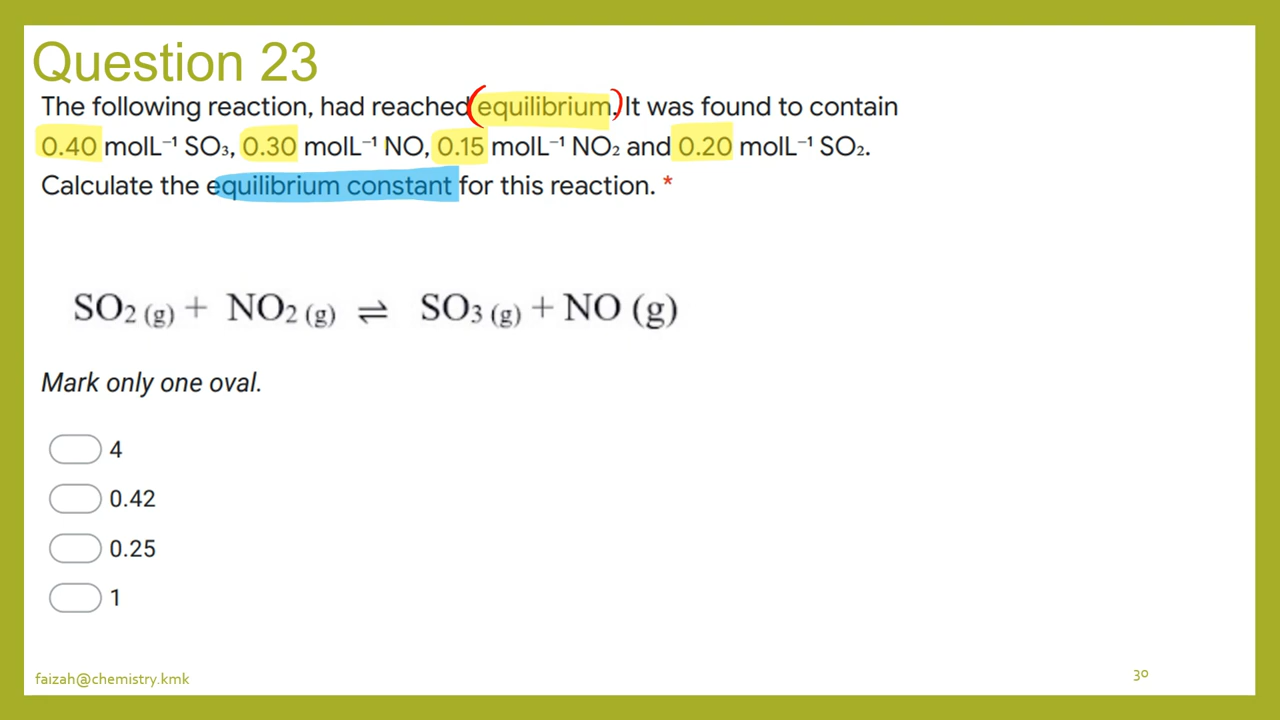 Question 23
The following reaction, had reached (equilibrium.) It was found to contain
0.40 molL⁻¹ SO₃, 0.30 molL⁻¹ NO, 0.15 molL⁻¹ NO₂ and 0.20 molL⁻¹ SO₂.
Calculate the equilibrium constant for this reaction. *
SO₂ (g) + NO₂ (g) ⇌ SO₃ (g) + NO (g)
Mark only one oval.
4
0.42
0.25
1
faizah@chemistry.kmk
30